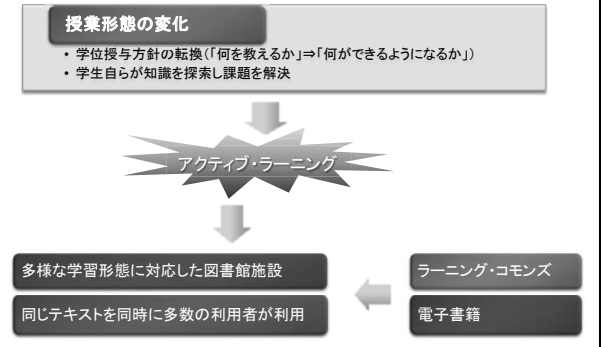 授業形態の変化
• 学位授与方針の転換(「何を教えるか」⇒「何ができるようになるか」)
• 学生自らが知識を探索し課題を解決
アクティブ・ラーニング
多様な学習形態に対応した図書館施設
ラーニング・コモンズ
同じテキストを同時に多数の利用者が利用
電子書籍